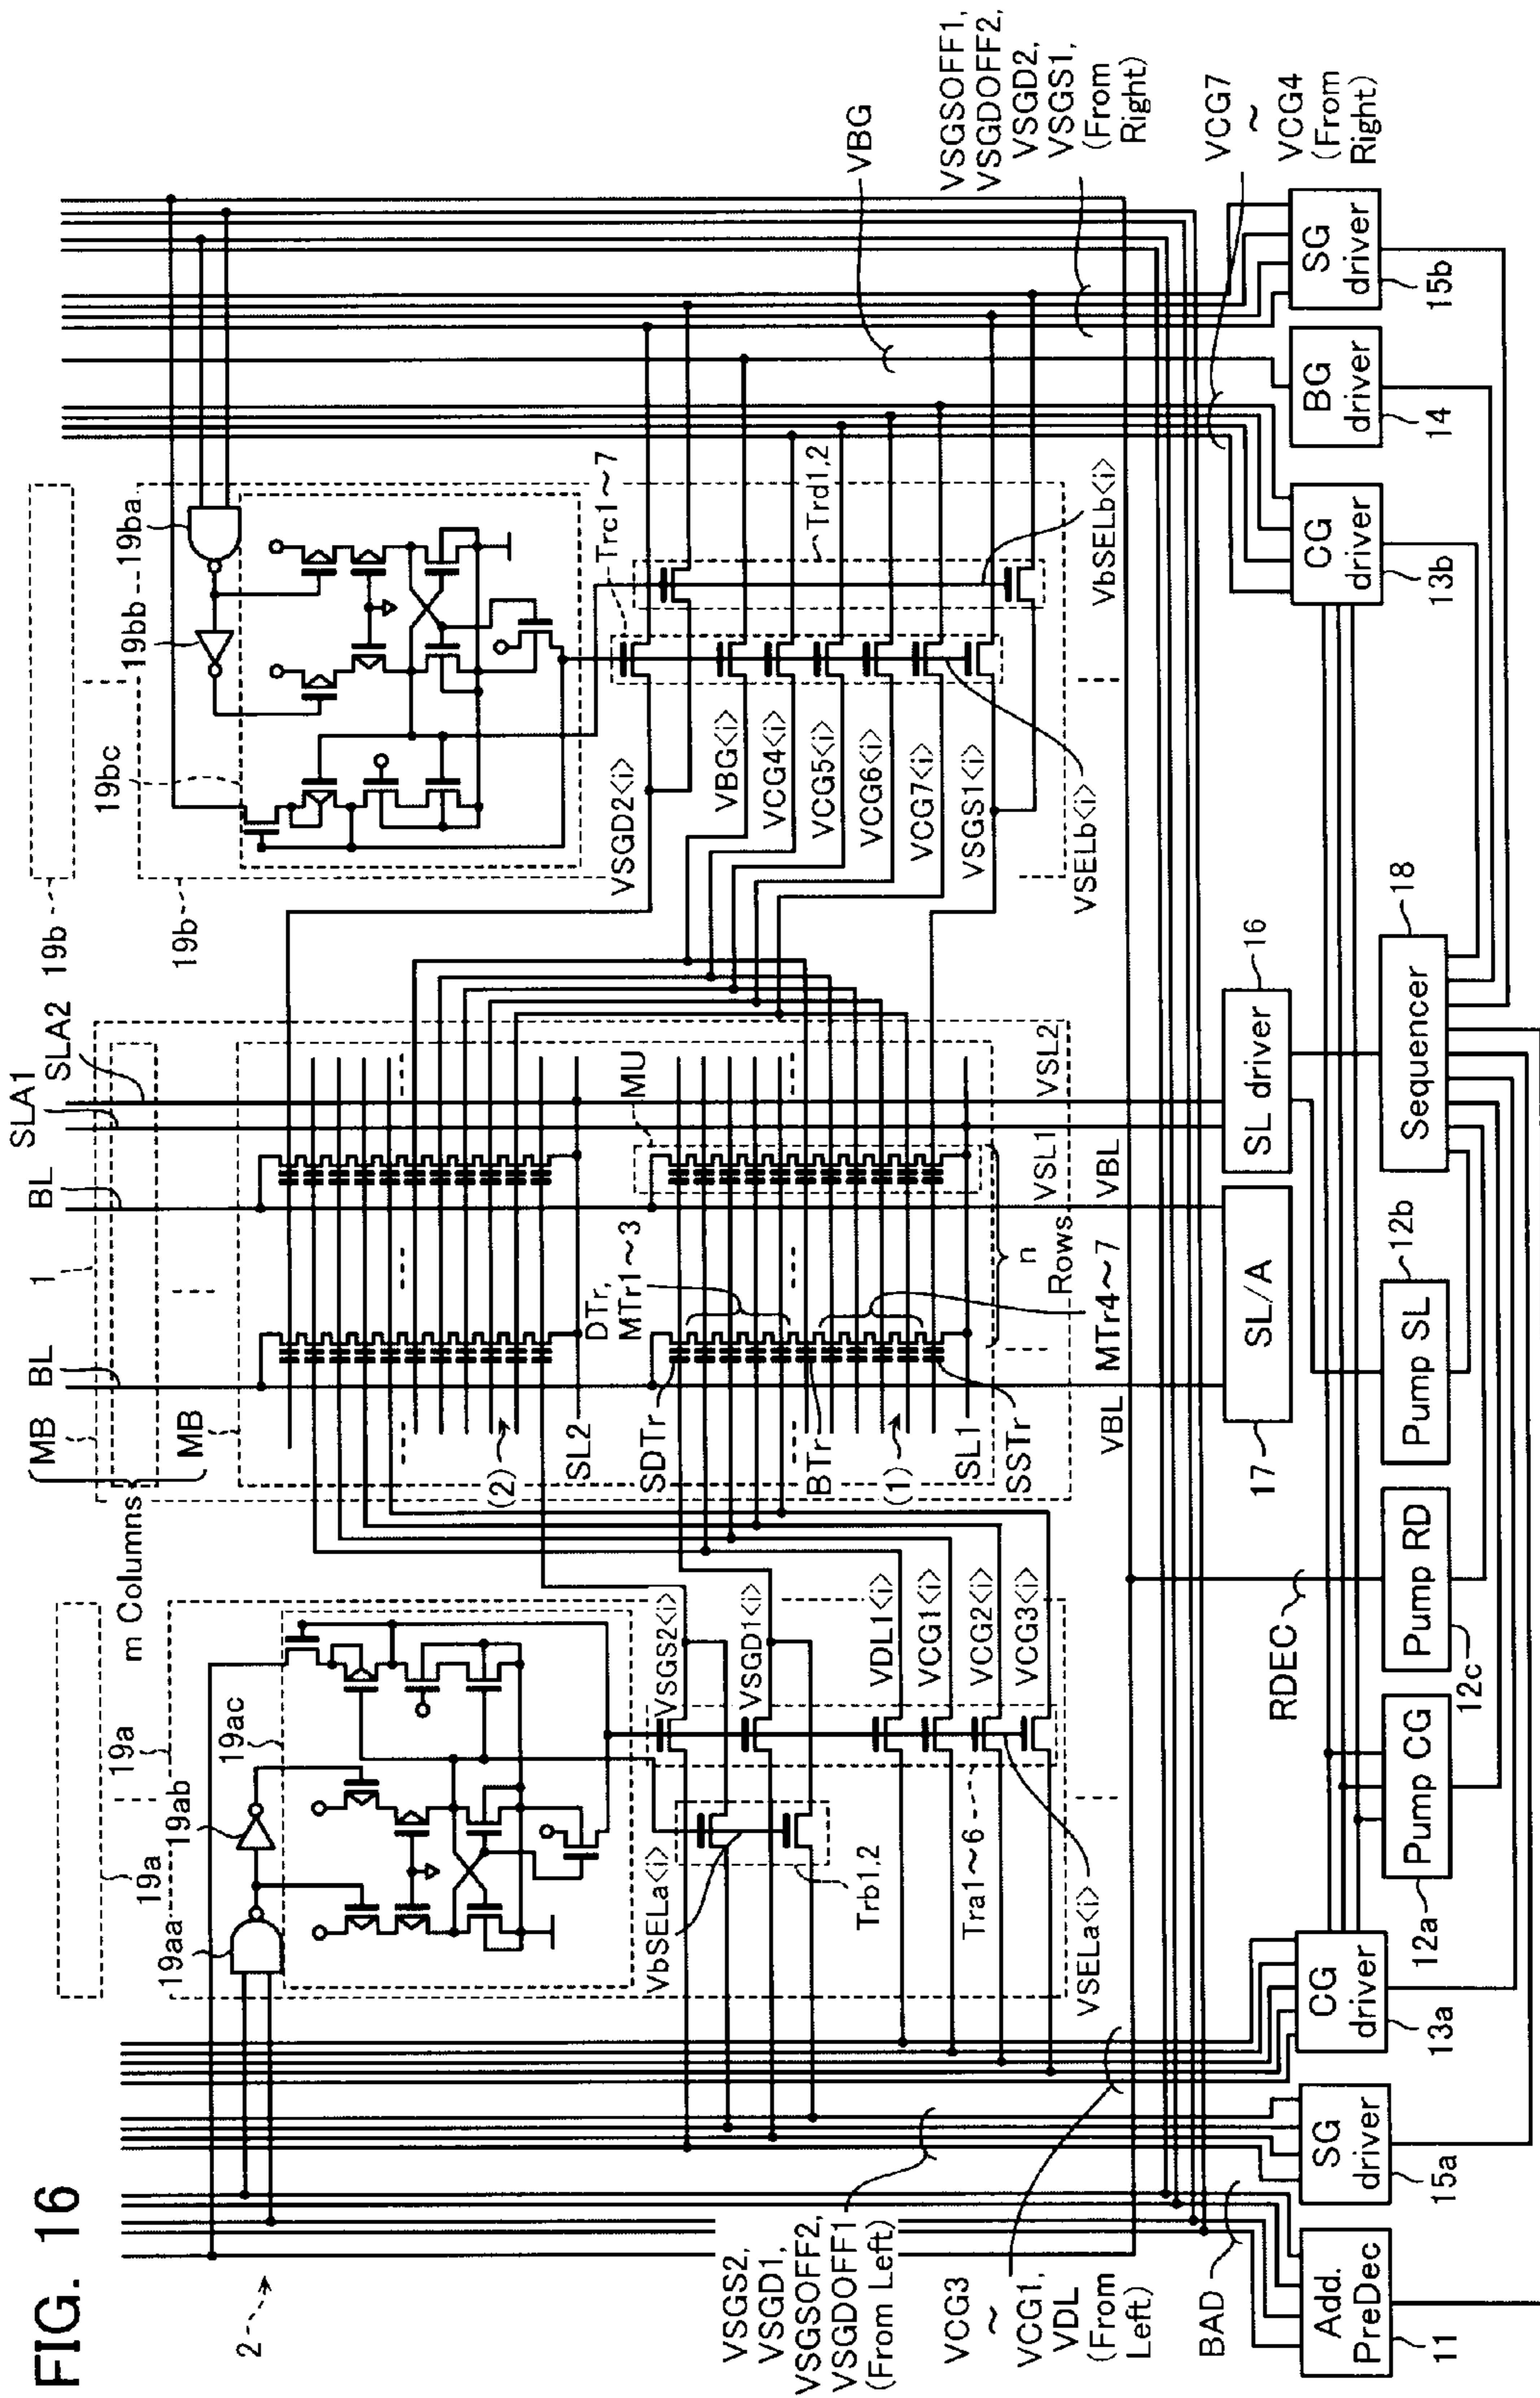 FIG. 16
2
m Columns
MB
MB
BL
1
BL
SLA1
SLA2
19b
19b
19bb
19ba
19bc
19a
19a
19aa
19ab
19ac
(2)
SL2
DTr,
MTr1~3
MU
SDTr
BTr
(1)
SL1
SSTr
n
Rows
MTr4~7
VSL1
VSL2
VBL
VBL
VbSELa<i>
VSGS2<i>
VSGD1<i>
VDL1<i>
VCG1<i>
VCG2<i>
VCG3<i>
Trb1,2
Tra1~6
VSELa<i>
VSGD2<i>
VBG<i>
VCG4<i>
VCG5<i>
VCG6<i>
VCG7<i>
VSGS1<i>
VSELb<i>
Trc1~7
Trd1,2
VbSELb<i>
VBG
VSGSOFF1,
VSGDOFF2,
VSGD2,
VSGS1,
(From
Right)
VCG7
~
VCG4
(From
Right)
VSGS2,
VSGD1,
VSGSOFF2,
VSGDOFF1
(From Left)
VCG3
~
VCG1,
VDL
(From
Left)
BAD
RDEC
Add.
PreDec
11
SG
driver
15a
CG
driver
13a
Pump CG
12a
Pump RD
12c
Pump SL
12b
SL/A
17
SL driver
16
Sequencer
18
CG
driver
13b
BG
driver
14
SG
driver
15b